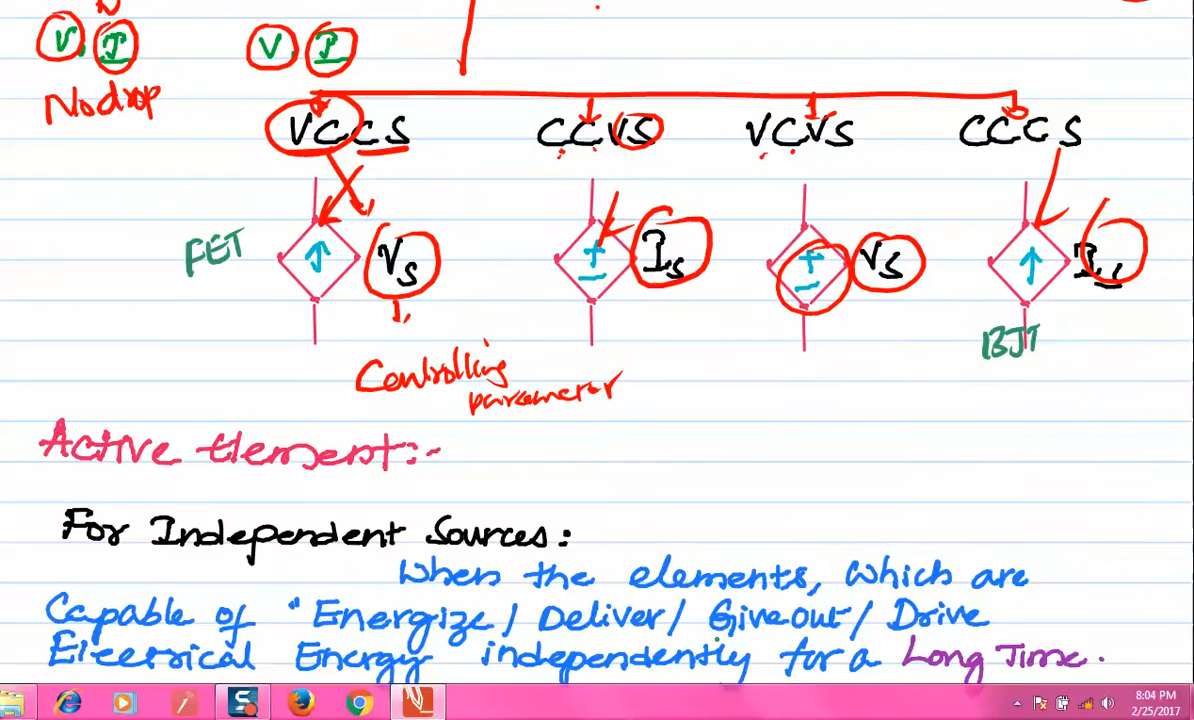 V I V I
No drop
VCCS CCVS VCVS CCCS
FET Vs + - Is + - Vs Is
BJT
Controlling
parameter
Active Element:-
For Independent Sources:
When the elements, which are
Capable of "Energize / Deliver / Giveout / Drive
Electrical Energy independently for a Long Time.
8:04 PM
2/25/2017